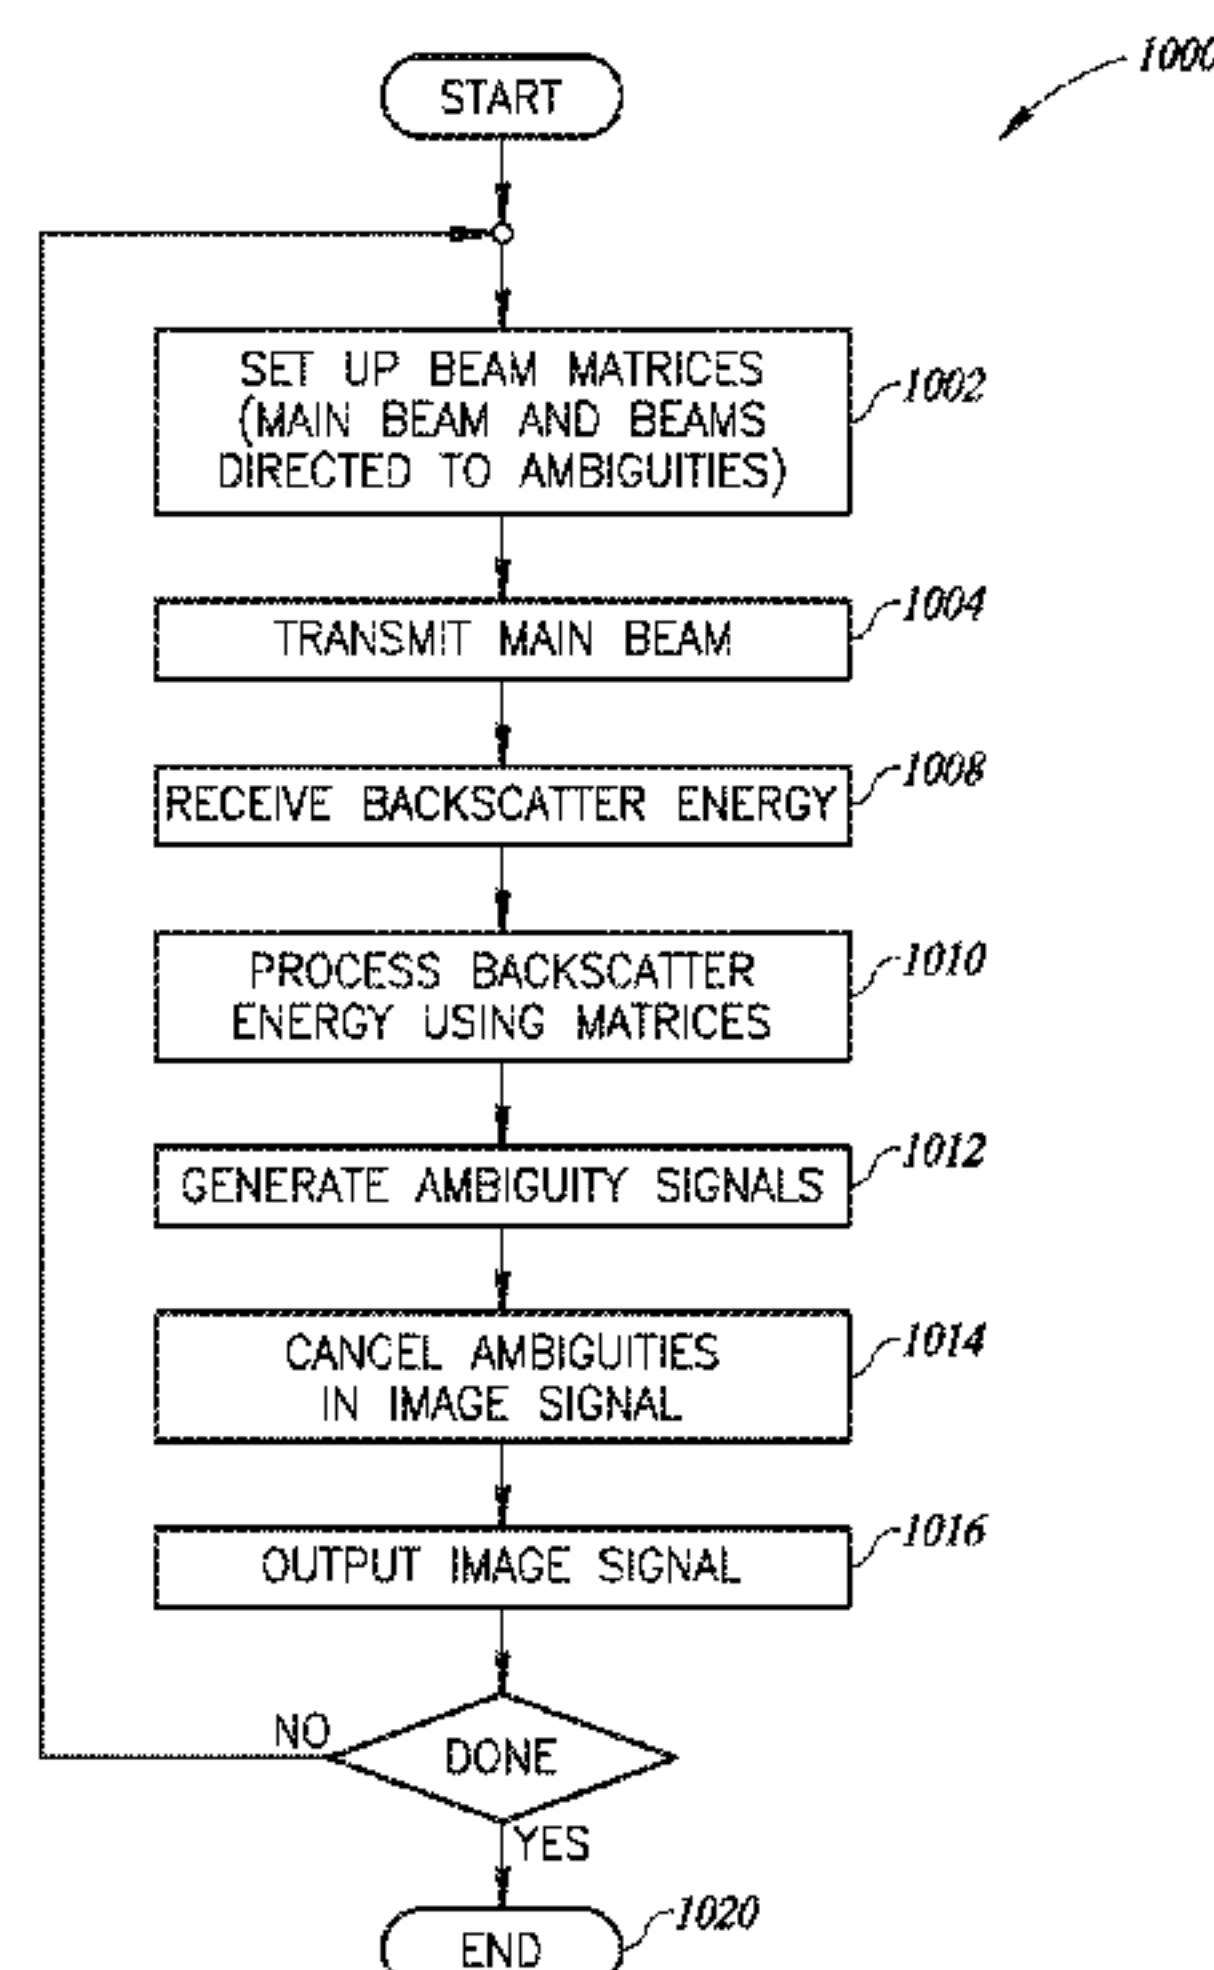 1000
START
SET UP BEAM MATRICES
(MAIN BEAM AND BEAMS
DIRECTED TO AMBIGUITIES)
1002
TRANSMIT MAIN BEAM
1004
RECEIVE BACKSCATTER ENERGY
1008
PROCESS BACKSCATTER
ENERGY USING MATRICES
1010
GENERATE AMBIGUITY SIGNALS
1012
CANCEL AMBIGUITIES
IN IMAGE SIGNAL
1014
OUTPUT IMAGE SIGNAL
1016
NO
DONE
YES
END
1020